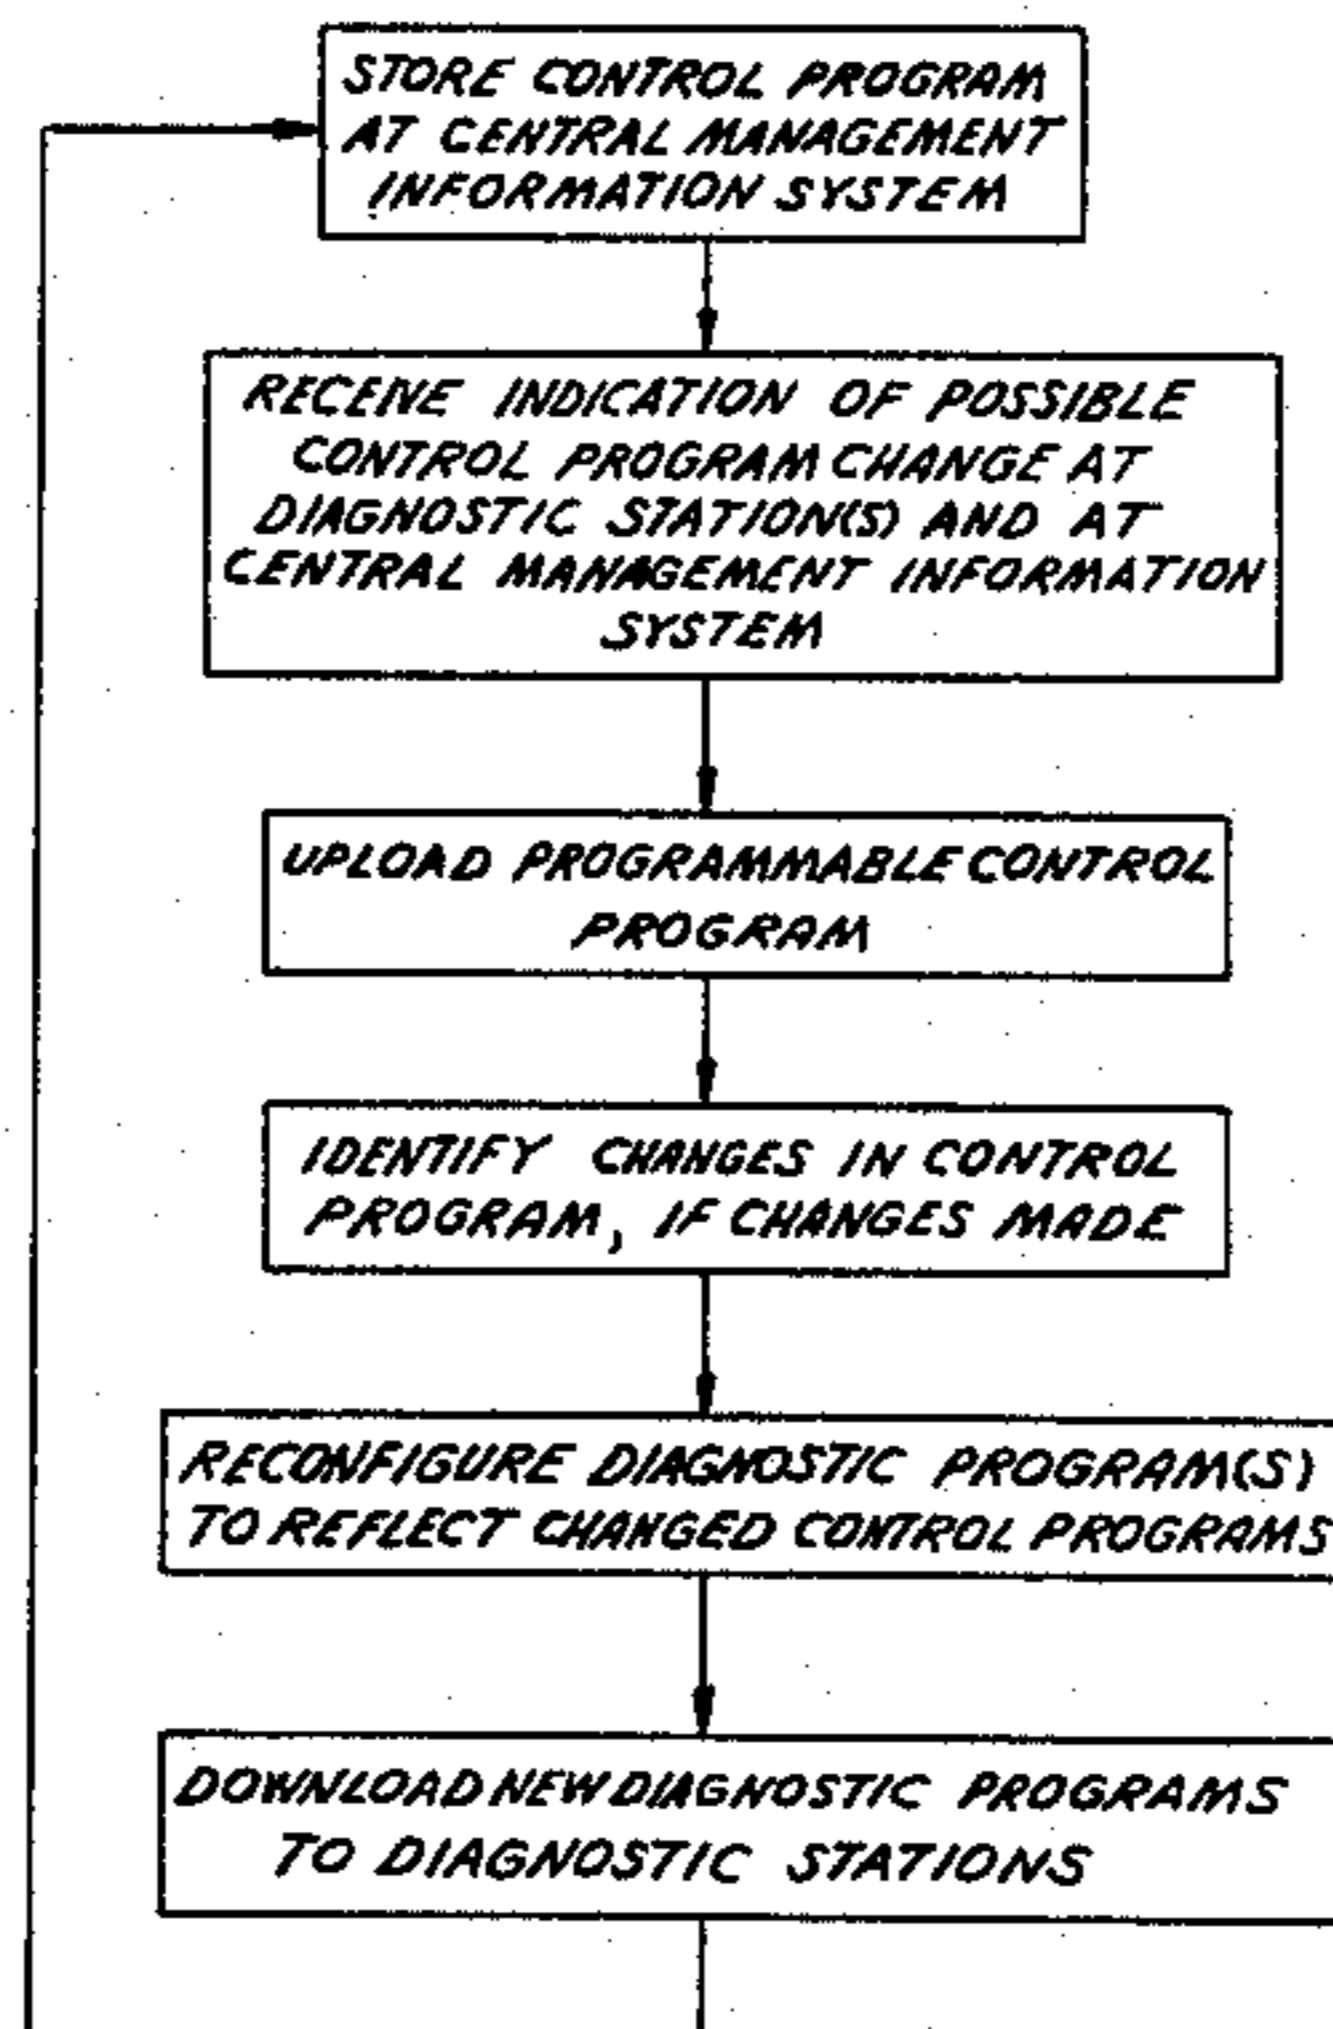 STORE CONTROL PROGRAM
AT CENTRAL MANAGEMENT
INFORMATION SYSTEM
RECEIVE INDICATION OF POSSIBLE
CONTROL PROGRAM CHANGE AT
DIAGNOSTIC STATION(S) AND AT
CENTRAL MANAGEMENT INFORMATION
SYSTEM
UPLOAD PROGRAMMABLE CONTROL
PROGRAM
IDENTIFY CHANGES IN CONTROL
PROGRAM, IF CHANGES MADE
RECONFIGURE DIAGNOSTIC PROGRAM(S)
TO REFLECT CHANGED CONTROL PROGRAMS
DOWNLOAD NEW DIAGNOSTIC PROGRAMS
TO DIAGNOSTIC STATIONS